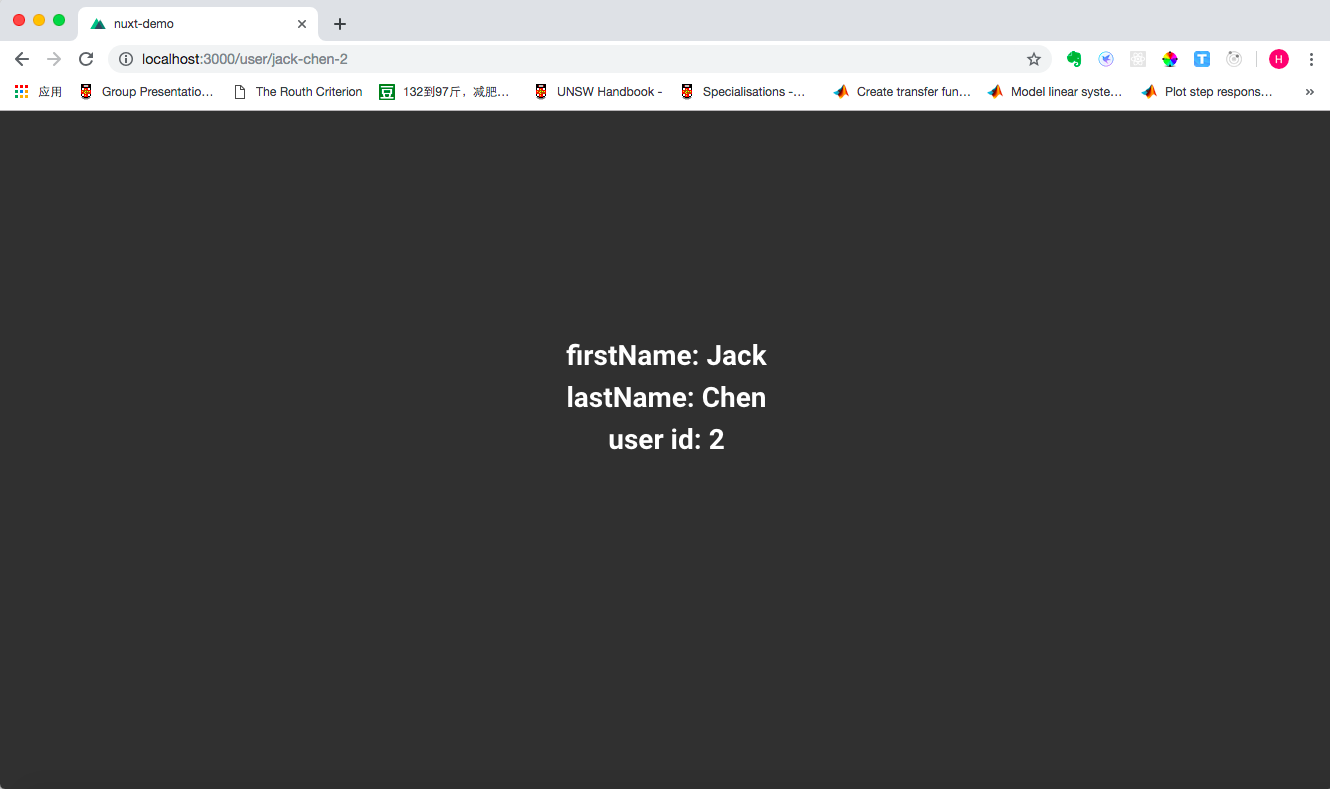 nuxt-demo
localhost:3000/user/jack-chen-2
H
应用 Group Presentatio… The Routh Criterion 132到97斤，减肥… UNSW Handbook - Specialisations -… Create transfer fun… Model linear syste… Plot step respons… »
firstName: Jack
lastName: Chen
user id: 2